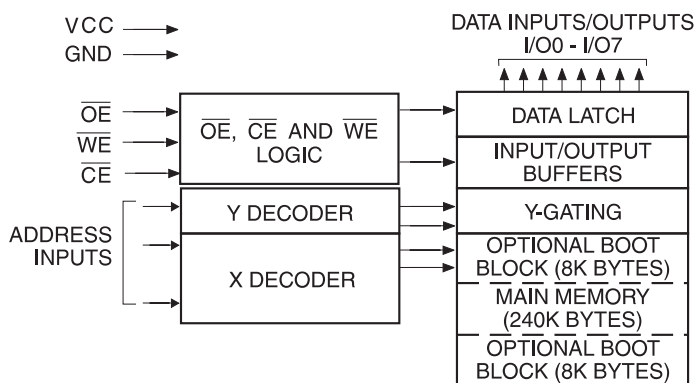 VCC
GND
DATA INPUTS/OUTPUTS
I/O0 - I/O7
OE
WE
CE
OE, CE AND WE
LOGIC
DATA LATCH
INPUT/OUTPUT
BUFFERS
ADDRESS
INPUTS
Y DECODER
Y-GATING
X DECODER
OPTIONAL BOOT
BLOCK (8K BYTES)
MAIN MEMORY
(240K BYTES)
OPTIONAL BOOT
BLOCK (8K BYTES)